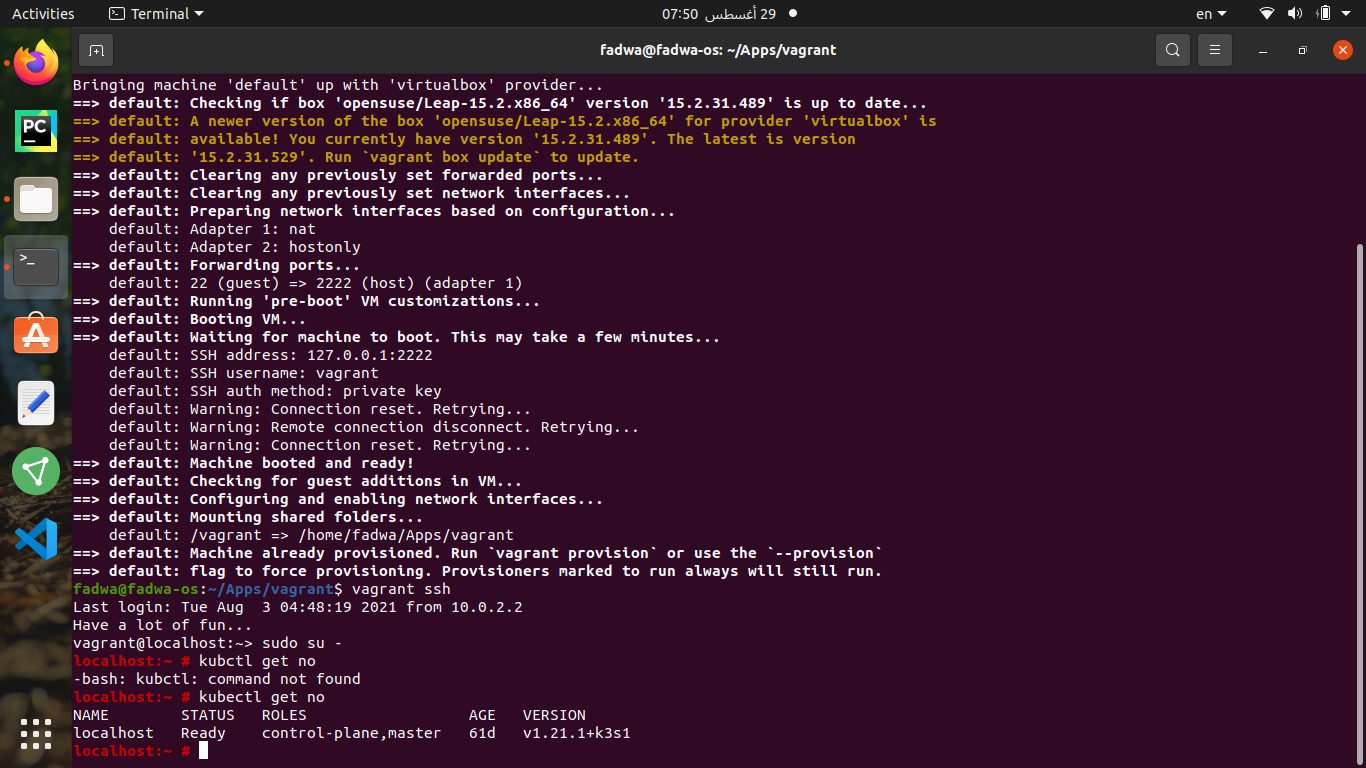 Activities
Terminal
07:50 29 أغسطس
en
fadwa@fadwa-os: ~/Apps/vagrant
PC
Bringing machine 'default' up with 'virtualbox' provider...
==> default: Checking if box 'opensuse/Leap-15.2.x86_64' version '15.2.31.489' is up to date...
==> default: A newer version of the box 'opensuse/Leap-15.2.x86_64' for provider 'virtualbox' is
==> default: available! You currently have version '15.2.31.489'. The latest is version
==> default: '15.2.31.529'. Run `vagrant box update` to update.
==> default: Clearing any previously set forwarded ports...
==> default: Clearing any previously set network interfaces...
==> default: Preparing network interfaces based on configuration...
    default: Adapter 1: nat
    default: Adapter 2: hostonly
==> default: Forwarding ports...
    default: 22 (guest) => 2222 (host) (adapter 1)
==> default: Running 'pre-boot' VM customizations...
==> default: Booting VM...
==> default: Waiting for machine to boot. This may take a few minutes...
    default: SSH address: 127.0.0.1:2222
    default: SSH username: vagrant
    default: SSH auth method: private key
    default: Warning: Connection reset. Retrying...
    default: Warning: Remote connection disconnect. Retrying...
    default: Warning: Connection reset. Retrying...
==> default: Machine booted and ready!
==> default: Checking for guest additions in VM...
==> default: Configuring and enabling network interfaces...
==> default: Mounting shared folders...
    default: /vagrant => /home/fadwa/Apps/vagrant
==> default: Machine already provisioned. Run `vagrant provision` or use the `--provision`
==> default: flag to force provisioning. Provisioners marked to run always will still run.
fadwa@fadwa-os:~/Apps/vagrant$ vagrant ssh
Last login: Tue Aug  3 04:48:19 2021 from 10.0.2.2
Have a lot of fun...
vagrant@localhost:~> sudo su -
localhost:~ # kubctl get no
-bash: kubctl: command not found
localhost:~ # kubectl get no
NAME        STATUS   ROLES                  AGE   VERSION
localhost   Ready    control-plane,master   61d   v1.21.1+k3s1
localhost:~ #